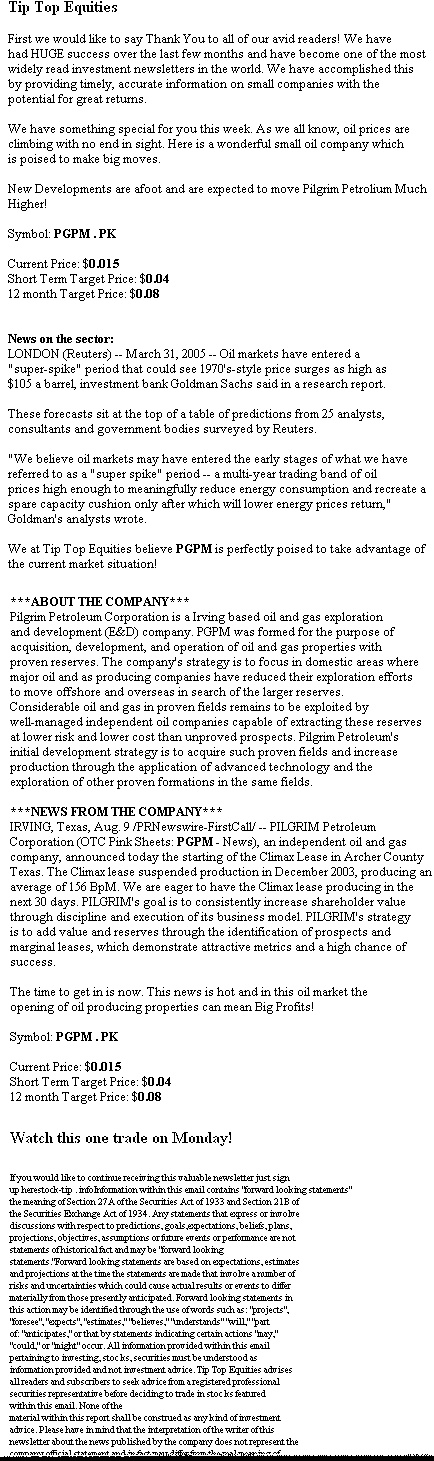 Tip Top Equities
First we would like to say Thank You to all of our avid readers! We have
had HUGE success over the last few months and have become one of the most
widely read investment newsletters in the world. We have accomplished this
by providing timely, accurate information on small companies with the
potential for great returns.
We have something special for you this week. As we all know, oil prices are
climbing with no end in sight. Here is a wonderful small oil company which
is poised to make big moves.
New Developments are afoot and are expected to move Pilgrim Petrolium Much
Higher!
Symbol: PGPM . PK
Current Price: $0.015
Short Term Target Price: $0.04
12 month Target Price: $0.08
News on the sector:
LONDON (Reuters) -- March 31, 2005 -- Oil markets have entered a
"super-spike" period that could see 1970's-style price surges as high as
$105 a barrel, investment bank Goldman Sachs said in a research report.
These forecasts sit at the top of a table of predictions from 25 analysts,
consultants and government bodies surveyed by Reuters.
"We believe oil markets may have entered the early stages of what we have
referred to as a "super spike" period -- a multi-year trading band of oil
prices high enough to meaningfully reduce energy consumption and recreate a
spare capacity cushion only after which will lower energy prices return,"
Goldman's analysts wrote.
We at Tip Top Equities believe PGPM is perfectly poised to take advantage of
the current market situation!
***ABOUT THE COMPANY***
Pilgrim Petroleum Corporation is a Irving based oil and gas exploration
and development (E&D) company. PGPM was formed for the purpose of
acquisition, development, and operation of oil and gas properties with
proven reserves. The company's strategy is to focus in domestic areas where
major oil and as producing companies have reduced their exploration efforts
to move offshore and overseas in search of the larger reserves.
Considerable oil and gas in proven fields remains to be exploited by
well-managed independent oil companies capable of extracting these reserves
at lower risk and lower cost than unproved prospects. Pilgrim Petroleum's
initial development strategy is to acquire such proven fields and increase
production through the application of advanced technology and the
exploration of other proven formations in the same fields.
***NEWS FROM THE COMPANY***
IRVING, Texas, Aug. 9 /PRNewswire-FirstCall/ -- PILGRIM Petroleum
Corporation (OTC Pink Sheets: PGPM - News), an independent oil and gas
company, announced today the starting of the Climax Lease in Archer County
Texas. The Climax lease suspended production in December 2003, producing an
average of 156 BpM. We are eager to have the Climax lease producing in the
next 30 days. PILGRIM's goal is to consistently increase shareholder value
through discipline and execution of its business model. PILGRIM's strategy
is to add value and reserves through the identification of prospects and
marginal leases, which demonstrate attractive metrics and a high chance of
success.
The time to get in is now. This news is hot and in this oil market the
opening of oil producing properties can mean Big Profits!
Symbol: PGPM . PK
Current Price: $0.015
Short Term Target Price: $0.04
12 month Target Price: $0.08
Watch this one trade on Monday!
If you would like to continue receiving this valuable newsletter just sign
up herestock-tip . infoInformation within this email contains "forward looking statements"
the meaning of Section 27A of the Securities Act of 1933 and Section 21B of
the Securities Exchange Act of 1934. Any statements that express or involve
discussions with respect to predictions, goals,expectations, beliefs, plans,
projections, objectives, assumptions or future events or performance are not
statements of historical fact and may be "forward looking
statements."Forward looking statements are based on expectations, estimates
and projections at the time the statements are made that involve a number of
risks and uncertainties which could cause actual results or events to differ
materially from those presently anticipated. Forward looking statements in
this action may be identified through the use of words such as: "projects",
"foresee", "expects", "estimates," "believes," "understands" "will," "part
of: "anticipates," or that by statements indicating certain actions "may,"
"could," or "might" occur. All information provided within this email
pertaining to investing, stoc ks, securities must be understood as
information provided and not investment advice. Tip Top Equities advises
all readers and subscribers to seek advice from a registered professional
securities representative before deciding to trade in stoc ks featured
within this email. None of the
material within this report shall be construed as any kind of investment
advice. Please have in mind that the interpretation of the writer of this
newsletter about the news published by the company does not represent the
company official statement and in fact may differ from the real meaning of